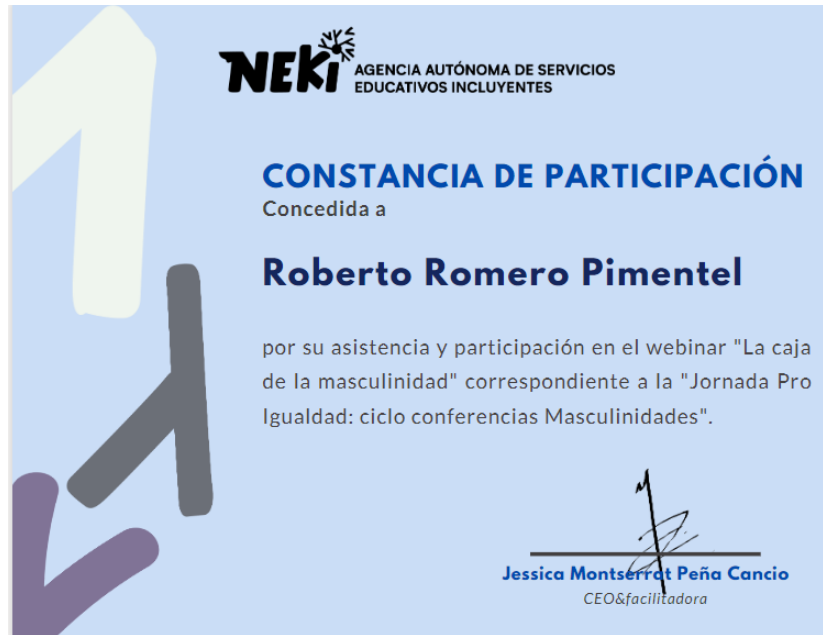 NEKi
AGENCIA AUTÓNOMA DE SERVICIOS
EDUCATIVOS INCLUYENTES
CONSTANCIA DE PARTICIPACIÓN
Concedida a
Roberto Romero Pimentel
por su asistencia y participación en el webinar "La caja
de la masculinidad" correspondiente a la "Jornada Pro
Igualdad: ciclo conferencias Masculinidades".
Jessica Montserrat Peña Cancio
CEO&facilitadora